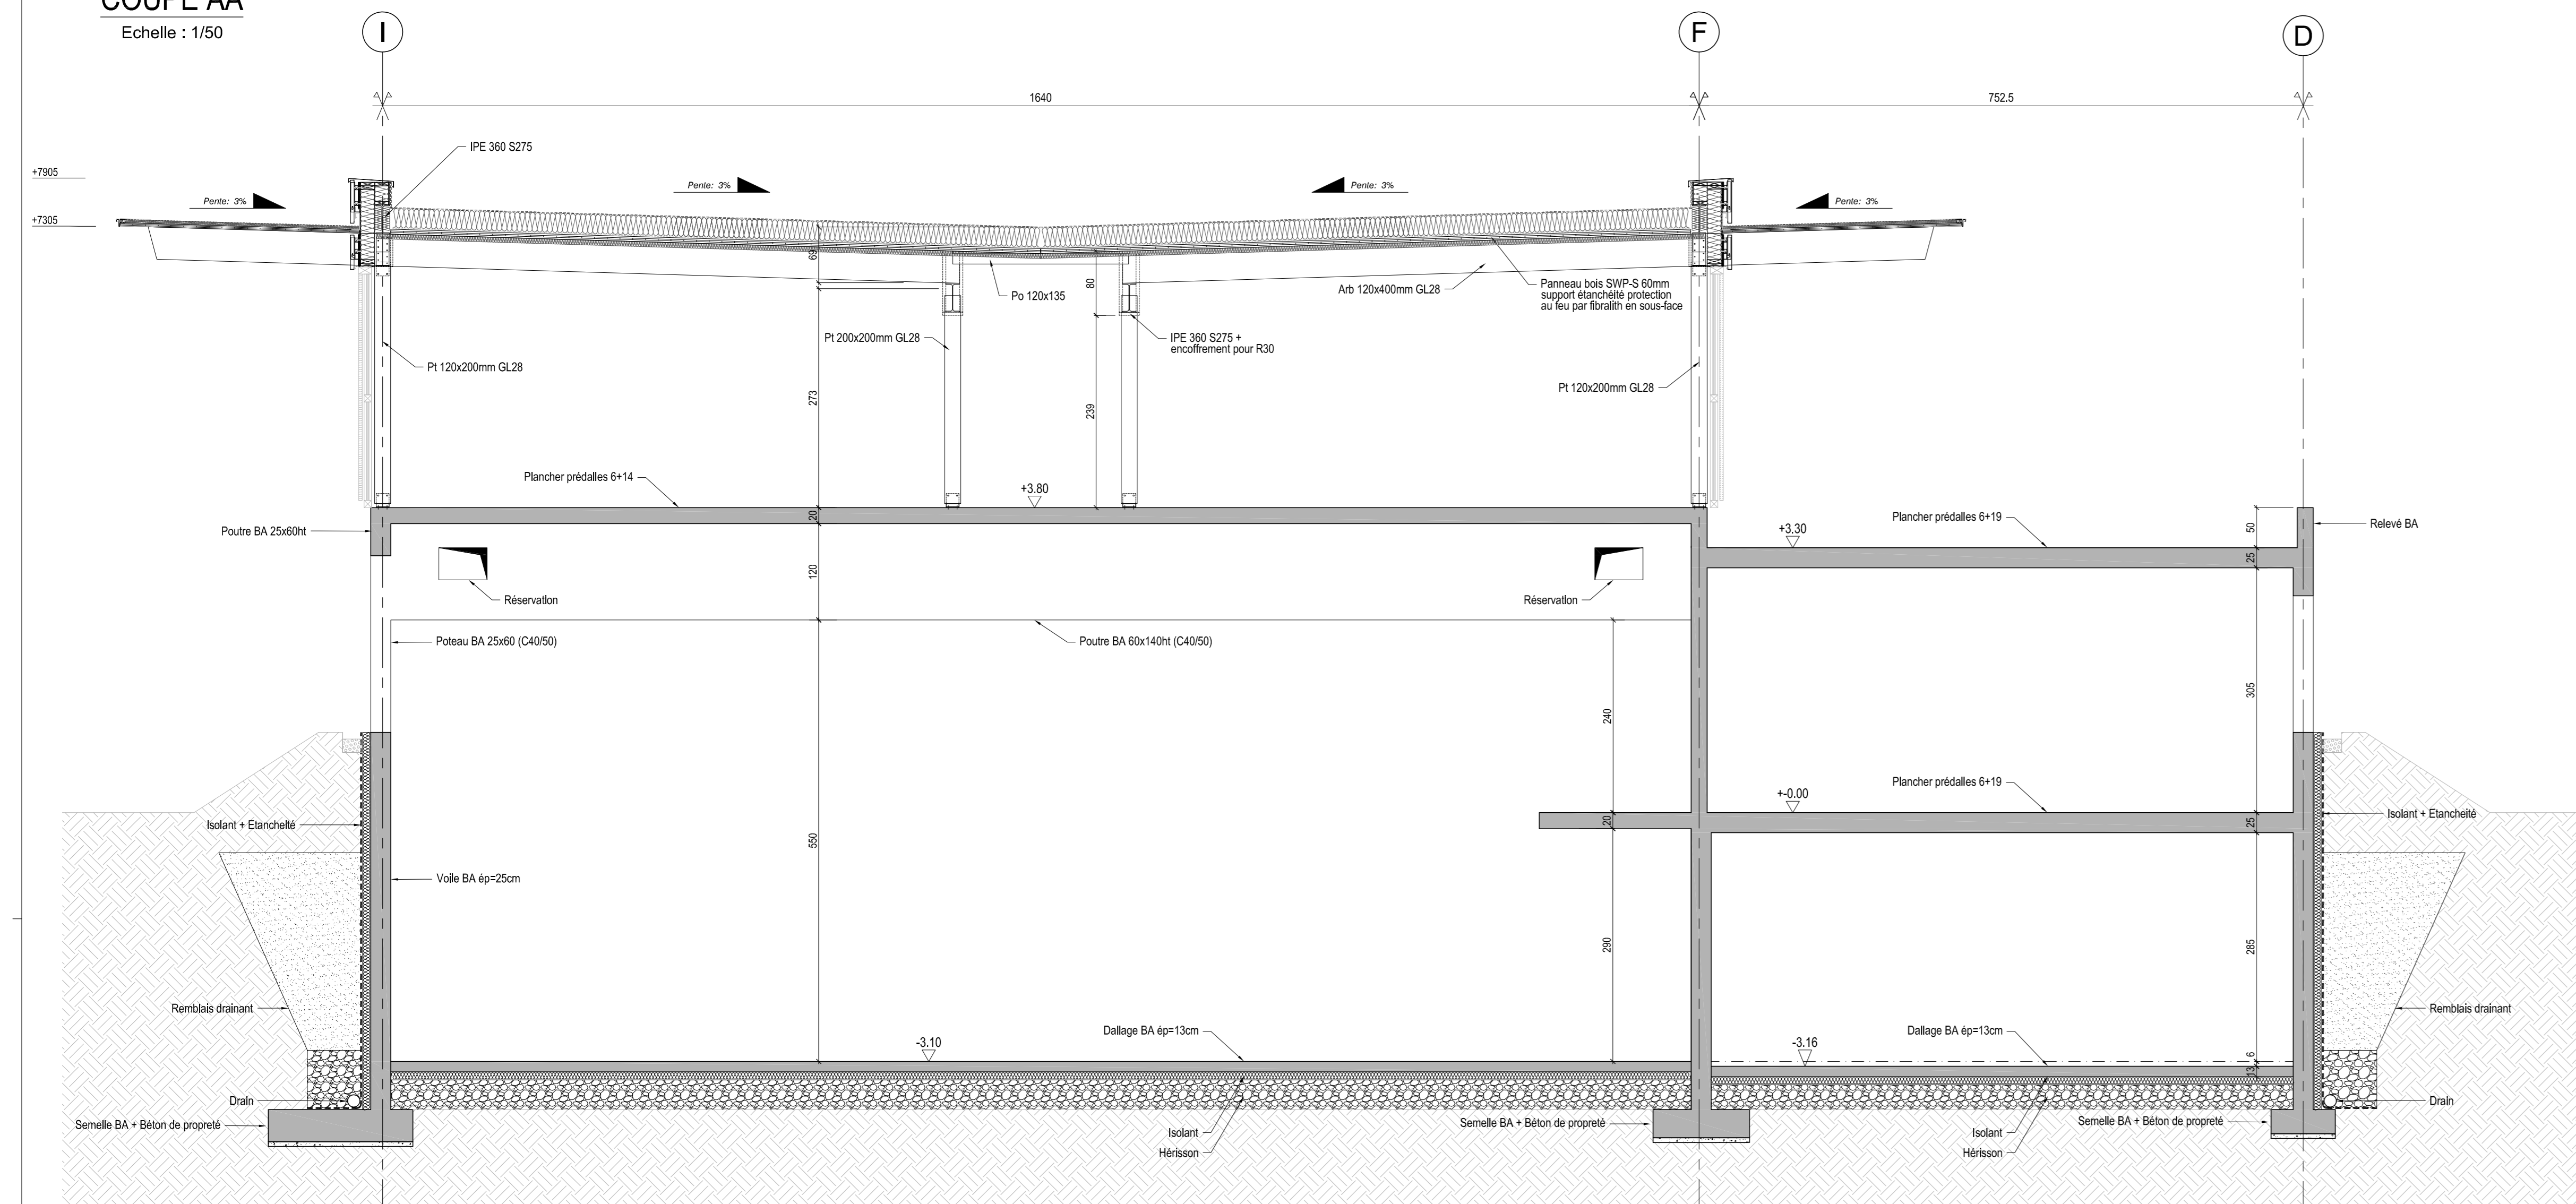 COUPE AA
Echelle : 1/50
I
F
D
1640
752.5
IPE 360 S275
+7905
+7305
Pente: 3%
Pente: 3%
Pente: 3%
Pente: 3%
69
80
Po 120x135
Arb 120x400mm GL28
Panneau bois SWP-S 60mm
support étanchéité protection
au feu par fibralith en sous-face
Pt 200x200mm GL28
IPE 360 S275 +
encoffrement pour R30
Pt 120x200mm GL28
Pt 120x200mm GL28
273
239
Plancher prédalles 6+14
+3.80
20
Poutre BA 25x60ht
+3.30
Plancher prédalles 6+19
50
Relevé BA
25
120
Réservation
Réservation
Poteau BA 25x60 (C40/50)
Poutre BA 60x140ht (C40/50)
240
305
+-0.00
Plancher prédalles 6+19
Isolant + Etancheité
20
25
Isolant + Etancheité
550
Voile BA ép=25cm
290
285
Remblais drainant
Remblais drainant
-3.10
Dallage BA ép=13cm
-3.16
Dallage BA ép=13cm
6
13
Drain
Drain
Semelle BA + Béton de propreté
Isolant
Hérisson
Semelle BA + Béton de propreté
Isolant
Hérisson
Semelle BA + Béton de propreté